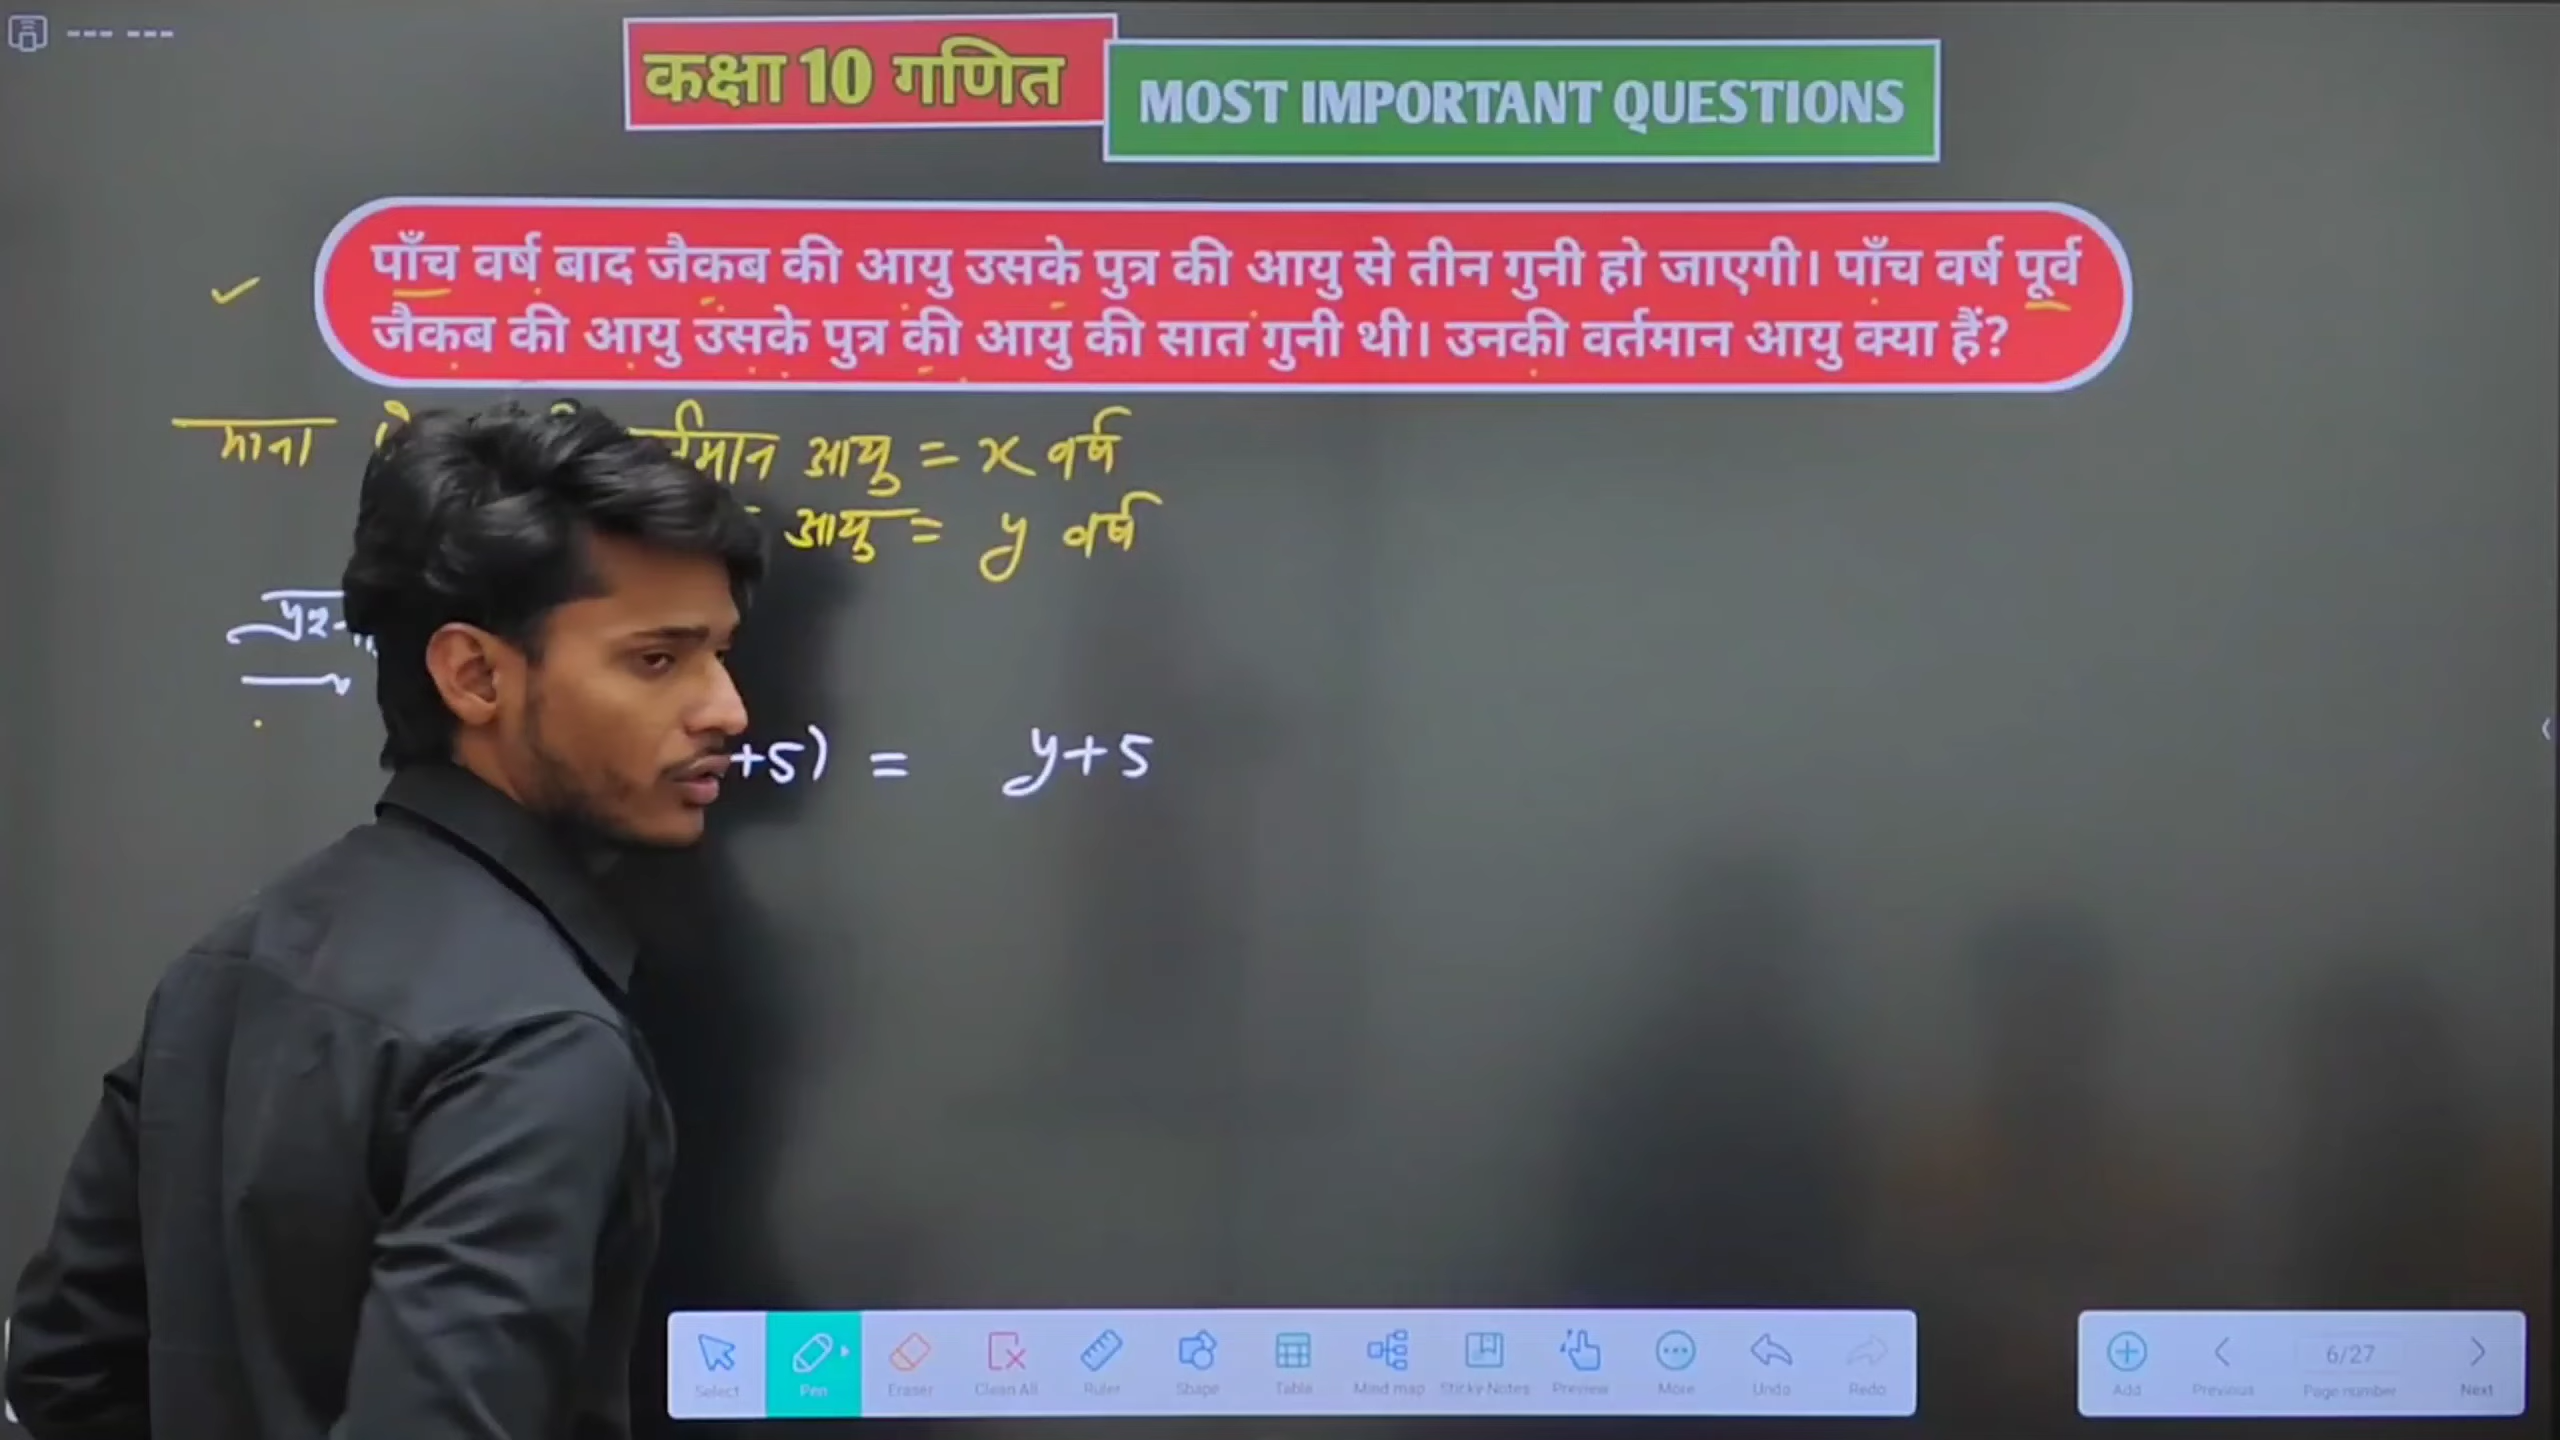 कक्षा 10 गणित
MOST IMPORTANT QUESTIONS
पाँच वर्ष बाद जैकब की आयु उसके पुत्र की आयु से तीन गुनी हो जाएगी। पाँच वर्ष पूर्व
जैकब की आयु उसके पुत्र की आयु की सात गुनी थी। उनकी वर्तमान आयु क्या हैं?
माना आयु = x वर्ष
आयु = y वर्ष
+5) = y+5
Select Pen Eraser Clean All Ruler Shape Table Mind map Sticky Notes Preview More Undo Redo
Add Previous 6/27 Page number Next